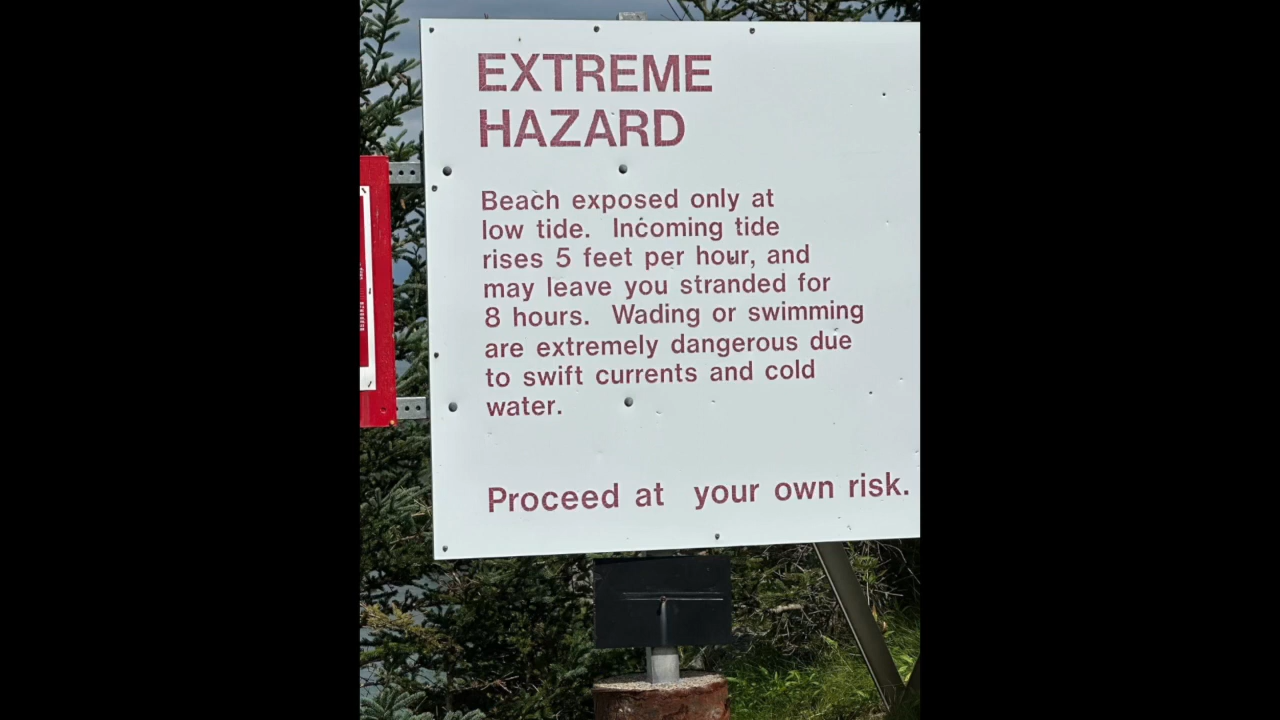 EXTREME
HAZARD
Beach exposed only at
low tide. Incoming tide
rises 5 feet per hour, and
may leave you stranded for
8 hours. Wading or swimming
are extremely dangerous due
to swift currents and cold
water.
Proceed at your own risk.